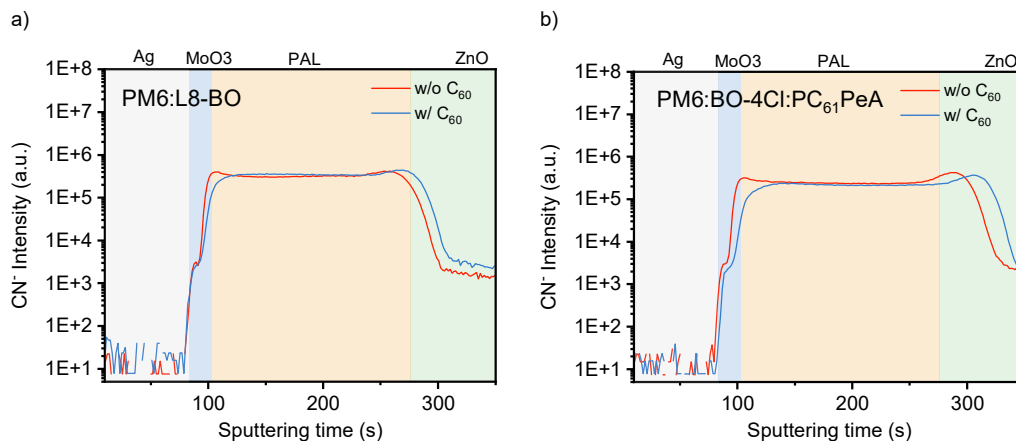 a)
Ag MoO3 PAL ZnO
1E+8
1E+7
1E+6
1E+5
1E+4
1E+3
1E+2
1E+1
CN⁻ Intensity (a.u.)
PM6:L8-BO
w/o C₆₀
w/ C₆₀
100 200 300
Sputtering time (s)
b)
Ag MoO3 PAL ZnO
1E+8
1E+7
1E+6
1E+5
1E+4
1E+3
1E+2
1E+1
CN⁻ Intensity (a.u.)
PM6:BO-4Cl:PC₆₁PeA
w/o C₆₀
w/ C₆₀
100 200 300
Sputtering time (s)